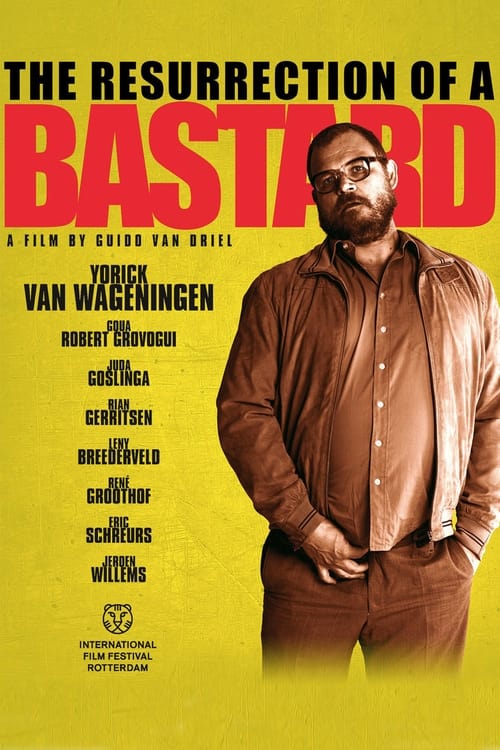 THE RESURRECTION OF A
BASTARD
A FILM BY GUIDO VAN DRIEL
YORICK
VAN WAGENINGEN
GOUA
ROBERT GROVOGUI
JUDA
GOSLINGA
RIAN
GERRITSEN
LENY
BREEDERVELD
RENÉ
GROOTHOF
ERIC
SCHREURS
JEROEN
WILLEMS
INTERNATIONAL
FILM FESTIVAL
ROTTERDAM